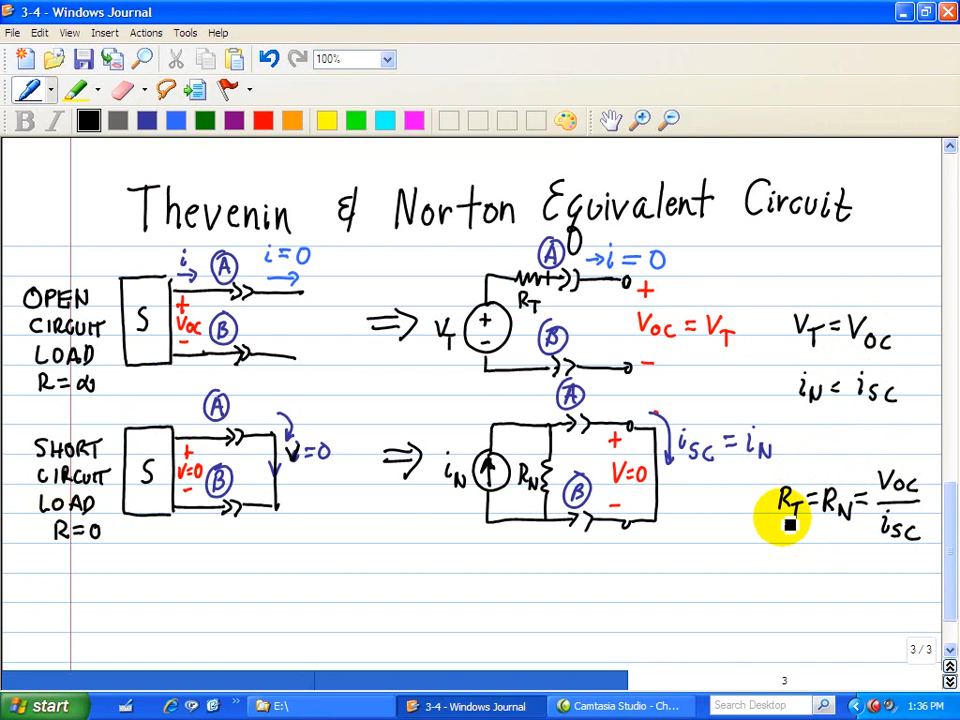 3-4 - Windows Journal
File Edit View Insert Actions Tools Help
100%
B I
Thevenin & Norton Equivalent Circuit
OPEN
CIRCUIT
LOAD
R = ∞
S
i
A
i = 0
+
VOC
-
B
⇒
VT
+
-
RT
A
→ i = 0
+
VOC = VT
-
B
VT = VOC
iN = iSC
SHORT
CIRCUIT
LOAD
R = 0
S
A
+
V=0
-
B
V=0
⇒
iN
RN
A
+
V=0
-
B
iSC = iN
RT = RN = VOC
iSC
3 / 3
3
start
E:\
3-4 - Windows Journal
Camtasia Studio - Ch...
Search Desktop
1:36 PM